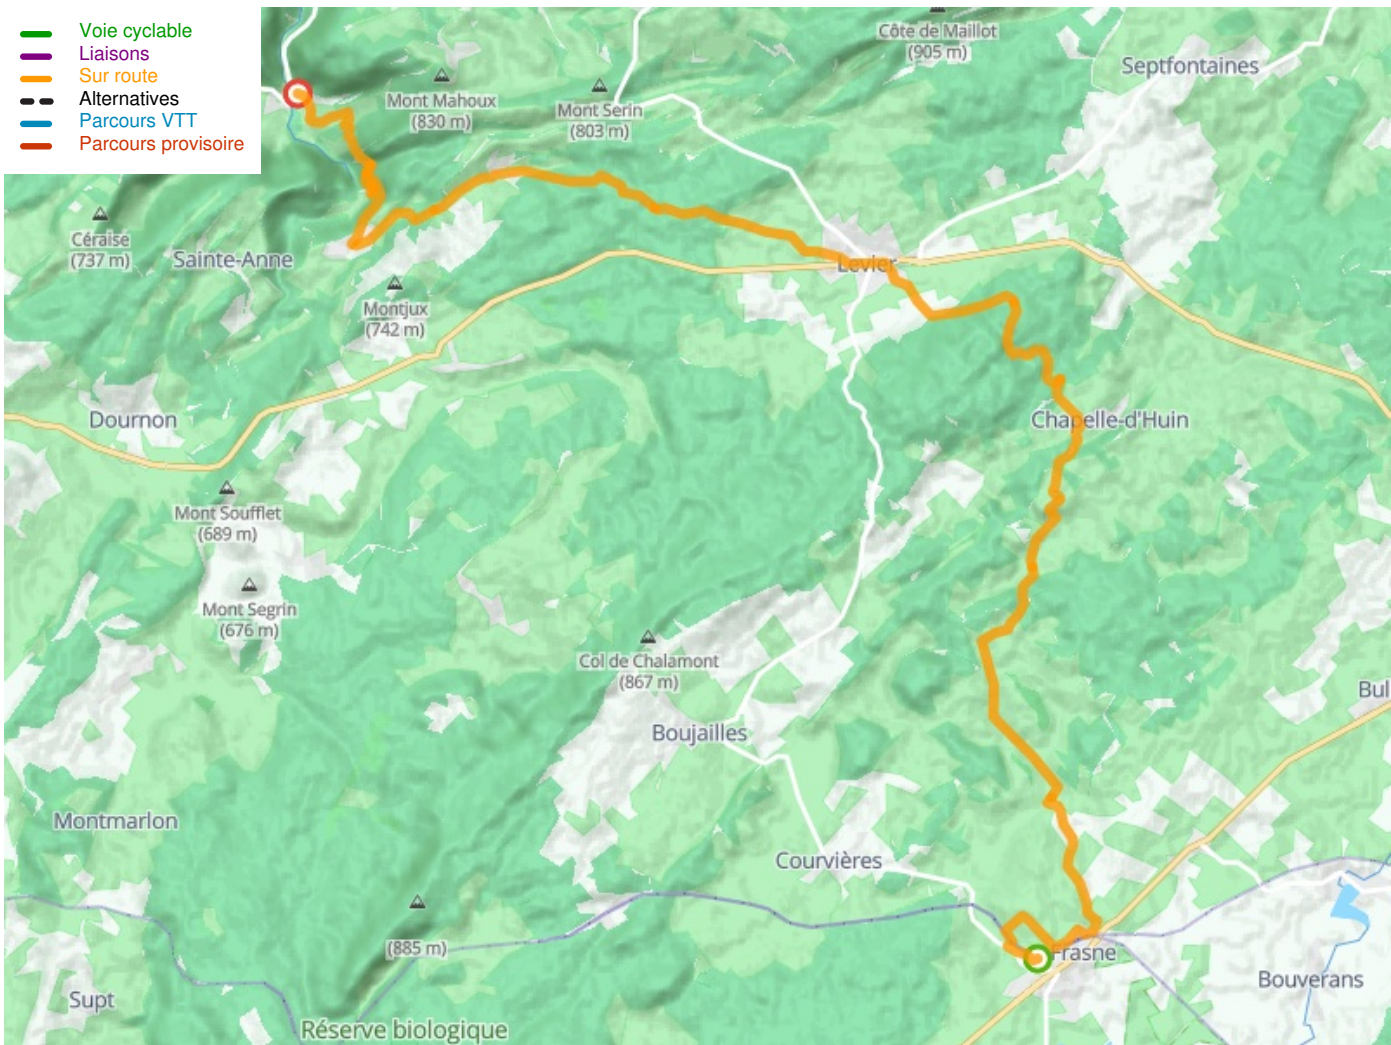 Voie cyclable
Liaisons
Sur route
Alternatives
Parcours VTT
Parcours provisoire
Côte de Maillot
(905 m)
Septfontaines
Mont Mahoux
(830 m)
Mont Serin
(803 m)
Céraise
(737 m)
Sainte-Anne
Levier
Montjux
(742 m)
Dournon
Chapelle-d'Huin
Mont Soufflet
(689 m)
Mont Segrin
(676 m)
Col de Chalamont
(867 m)
Bul
Boujailles
Montmarlon
Courvières
(885 m)
Frasne
Bouverans
Supt
Réserve biologique